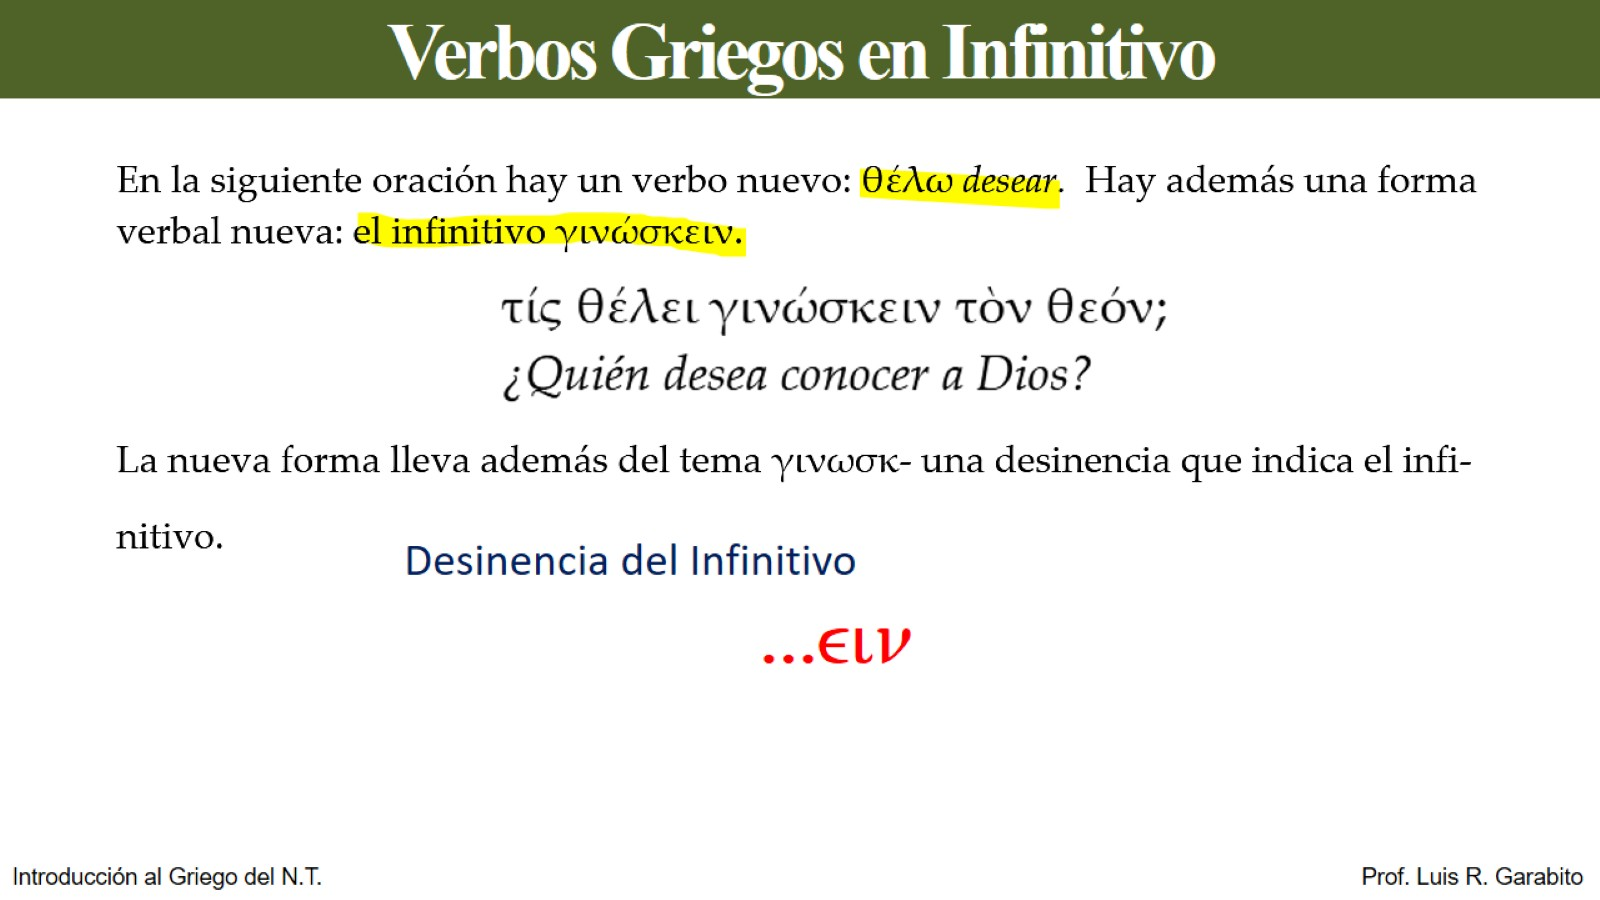 Verbos Griegos en Infinitivo
En la siguiente oración hay un verbo nuevo: θέλω desear. Hay además una forma
verbal nueva: el infinitivo γινώσκειν.
τίς θέλει γινώσκειν τὸν θεόν;
¿Quién desea conocer a Dios?
La nueva forma lleva además del tema γινωσκ- una desinencia que indica el infi-
nitivo.
Desinencia del Infinitivo
...ειν
Introducción al Griego del N.T.
Prof. Luis R. Garabito